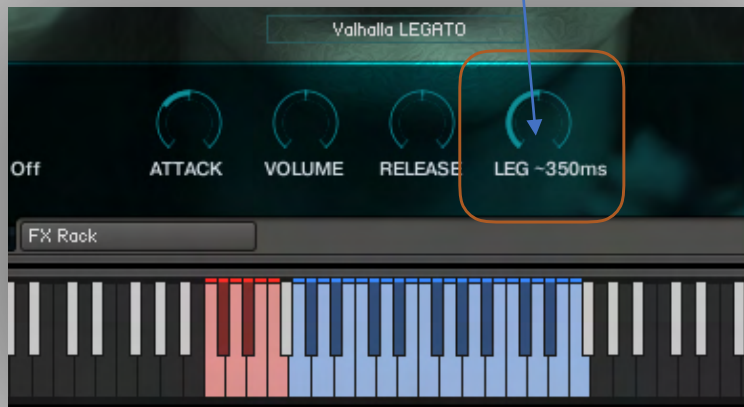 Valhalla LEGATO
Off
ATTACK
VOLUME
RELEASE
LEG ~350ms
FX Rack